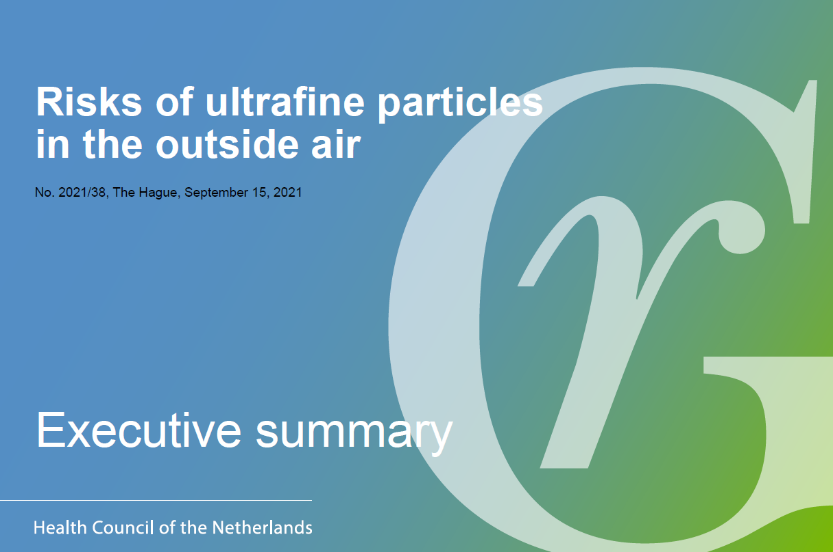 Risks of ultrafine particles
in the outside air
No. 2021/38, The Hague, September 15, 2021
Gr
Executive summary
Health Council of the Netherlands